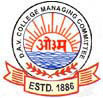 D.A.V. COLLEGE MANAGING COMMITTEE
ओ३म्
ESTD. 1886